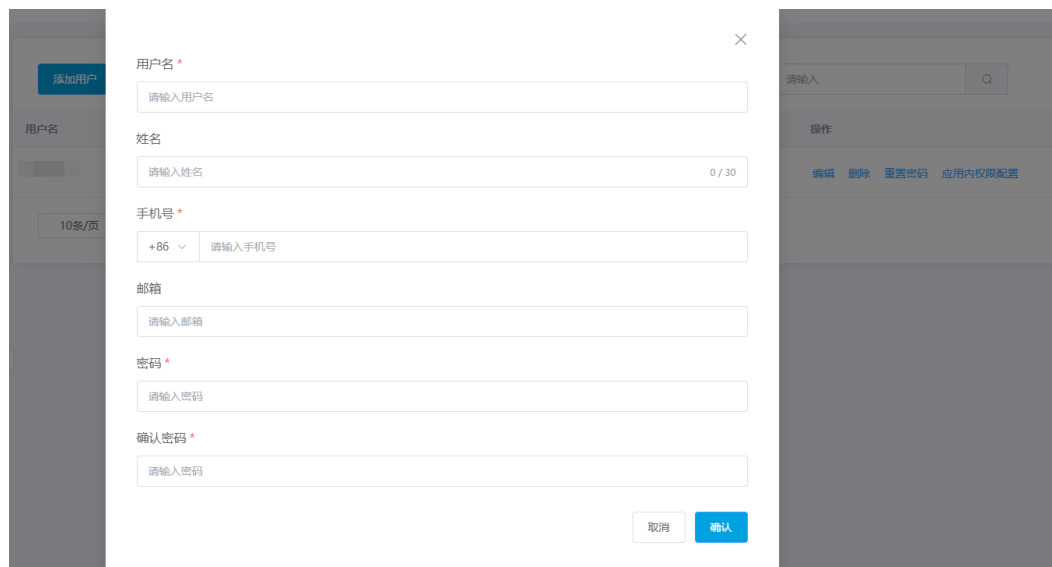 用户名 *
请输入用户名
姓名
请输入姓名
0 / 30
手机号 *
+86
请输入手机号
邮箱
请输入邮箱
密码 *
请输入密码
确认密码 *
请输入密码
取消
确认
添加用户
请输入
用户名
操作
编辑 删除 重置密码 应用内权限配置
10条/页